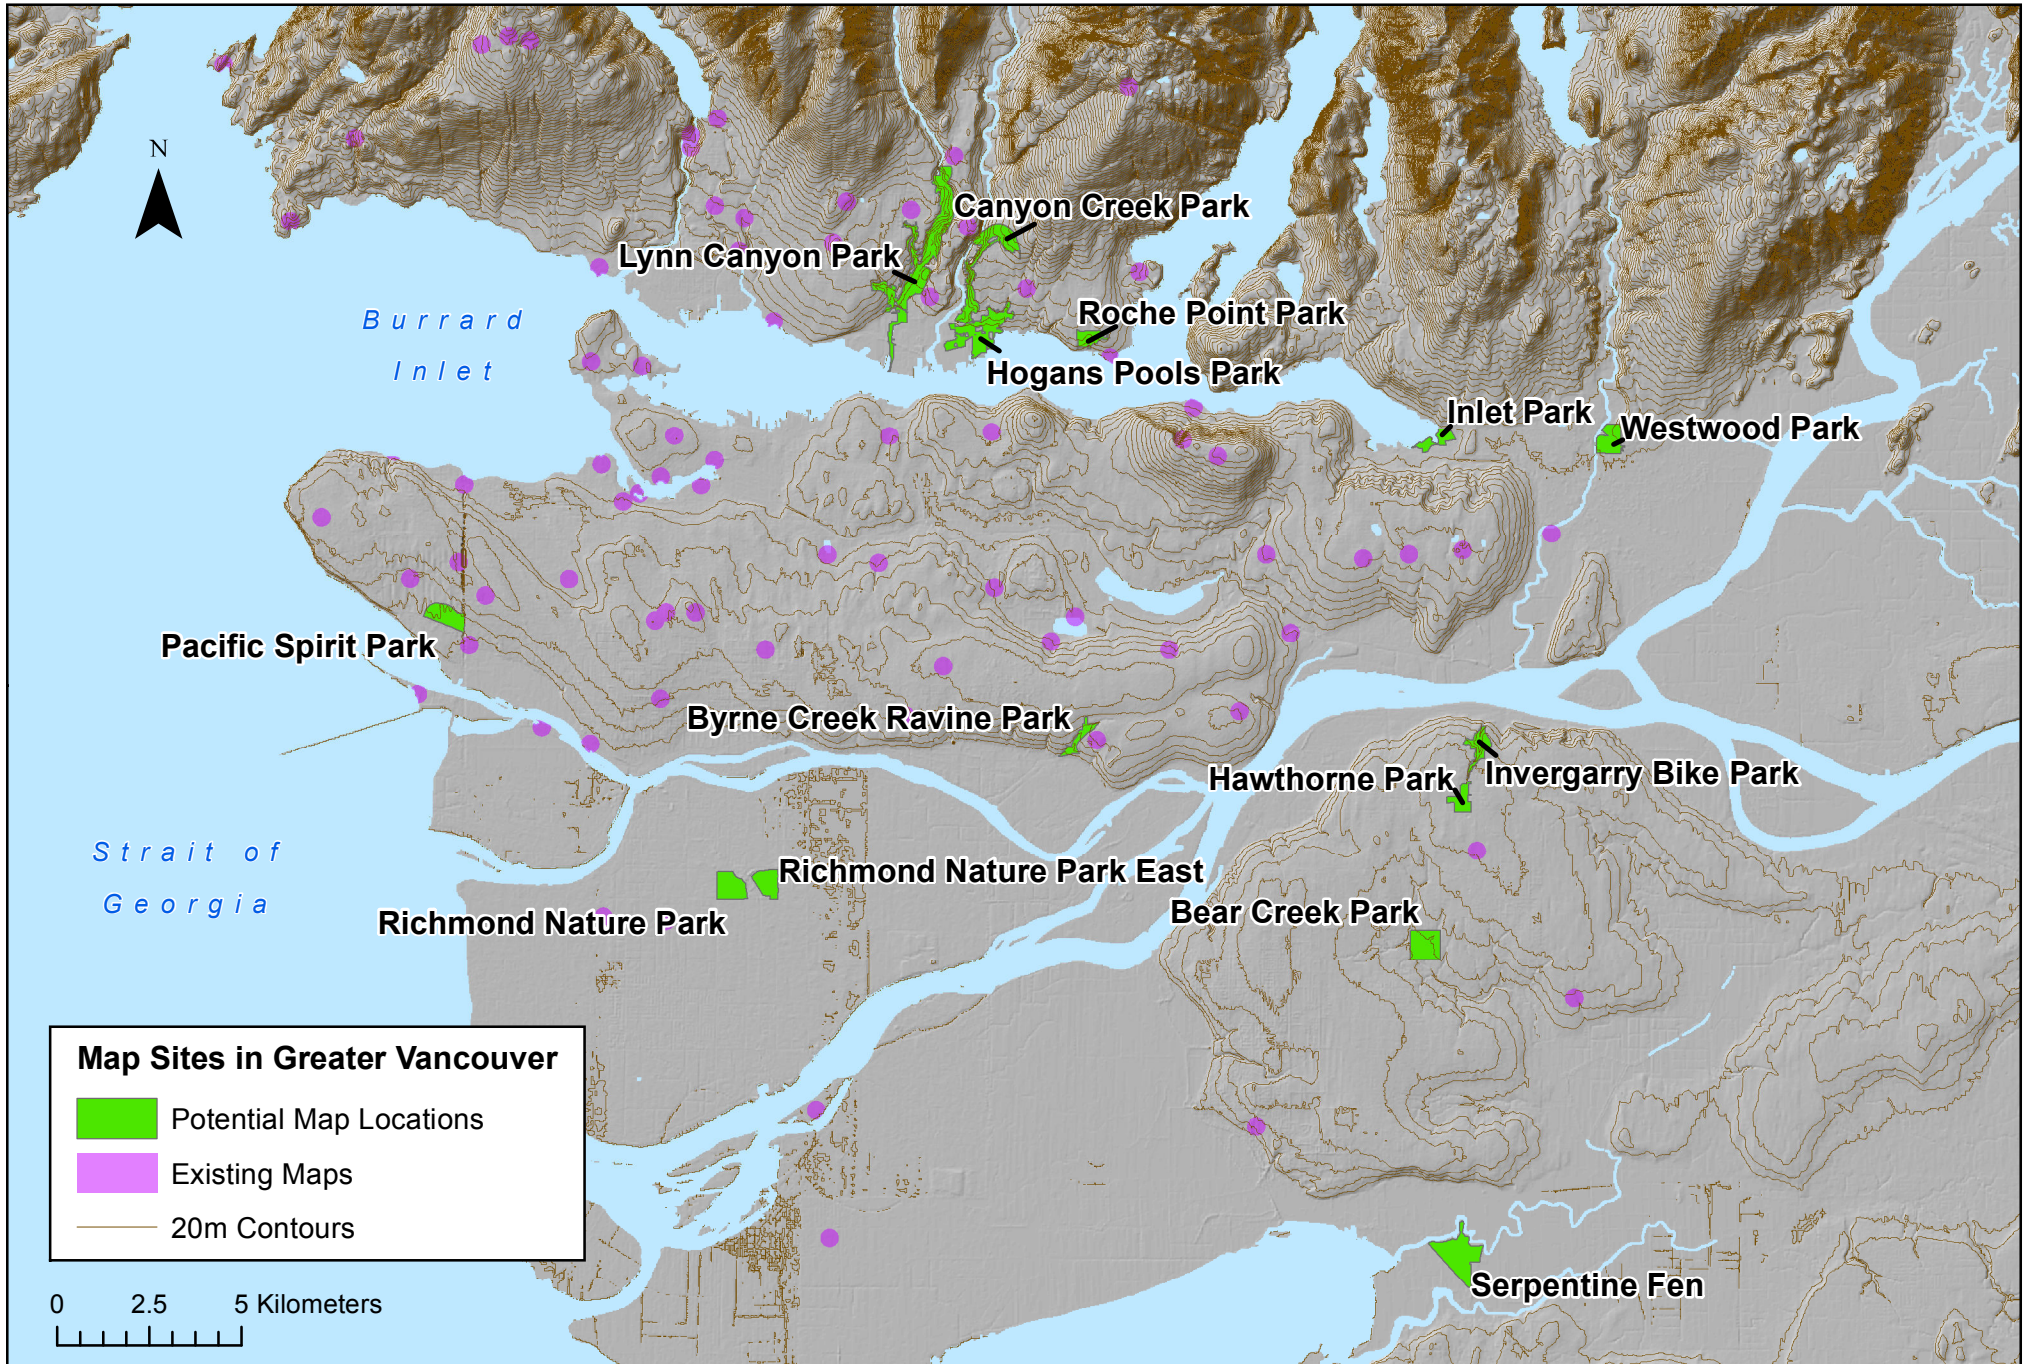 N
Canyon Creek Park
Lynn Canyon Park
Burrard
Inlet
Roche Point Park
Hogans Pools Park
Inlet Park
Westwood Park
Pacific Spirit Park
Byrne Creek Ravine Park
Hawthorne Park
Invergarry Bike Park
Strait of
Georgia
Richmond Nature Park East
Richmond Nature Park
Bear Creek Park
Map Sites in Greater Vancouver
Potential Map Locations
Existing Maps
20m Contours
Serpentine Fen
0 2.5 5 Kilometers